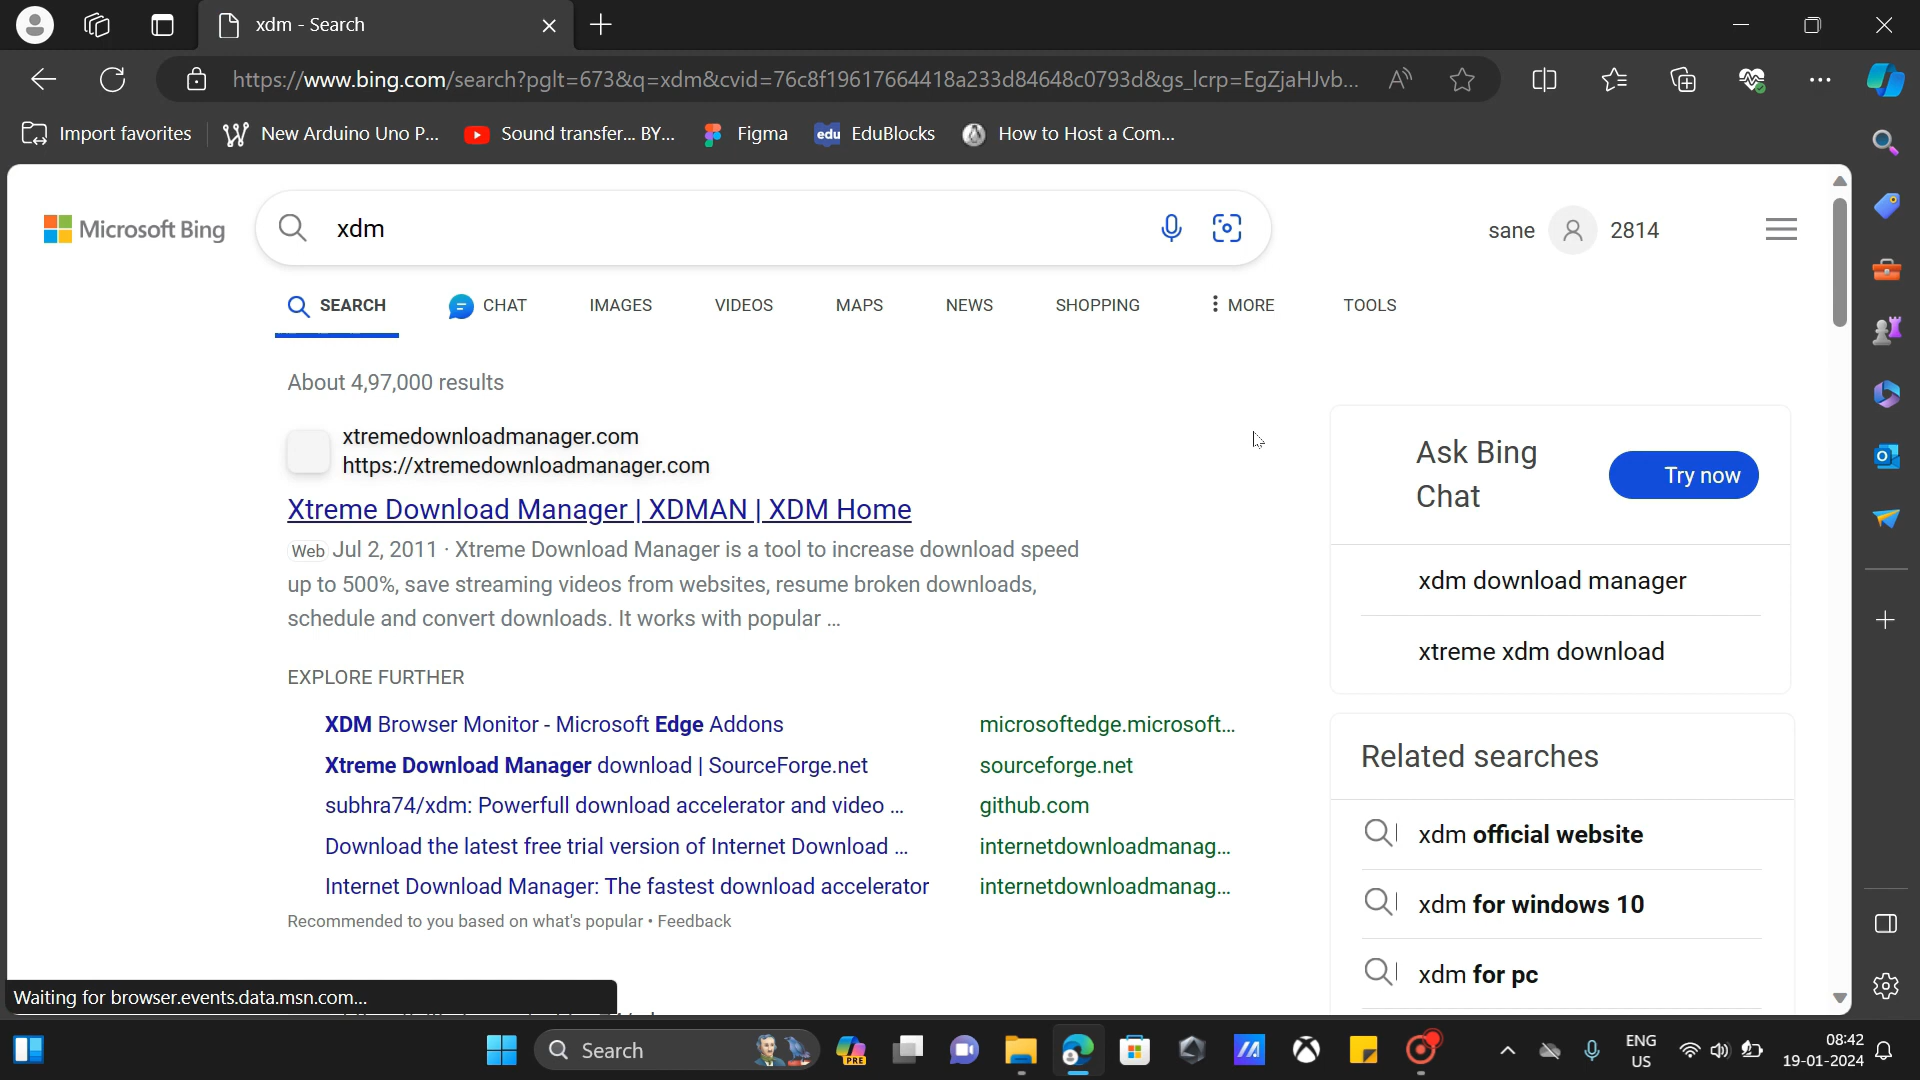 xdm - Search
https://www.bing.com/search?pglt=673&q=xdm&cvid=76c8f19617664418a233d84648c0793d&gs_lcrp=EgZjaHJvb...
Import favorites
New Arduino Uno P...
Sound transfer... BY...
Figma
edu EduBlocks
How to Host a Com...
Microsoft Bing
xdm
sane
2814
SEARCH
CHAT
IMAGES
VIDEOS
MAPS
NEWS
SHOPPING
MORE
TOOLS
About 4,97,000 results
xtremedownloadmanager.com
https://xtremedownloadmanager.com
Xtreme Download Manager | XDMAN | XDM Home
Web Jul 2, 2011 · Xtreme Download Manager is a tool to increase download speed
up to 500%, save streaming videos from websites, resume broken downloads,
schedule and convert downloads. It works with popular ...
EXPLORE FURTHER
XDM Browser Monitor - Microsoft Edge Addons microsoftedge.microsoft...
Xtreme Download Manager download | SourceForge.net sourceforge.net
subhra74/xdm: Powerfull download accelerator and video ... github.com
Download the latest free trial version of Internet Download ... internetdownloadmanag...
Internet Download Manager: The fastest download accelerator internetdownloadmanag...
Recommended to you based on what's popular • Feedback
Ask Bing
Chat
Try now
xdm download manager
xtreme xdm download
Related searches
xdm official website
xdm for windows 10
xdm for pc
Waiting for browser.events.data.msn.com...
Search
PRE
ENG
US
08:42
19-01-2024